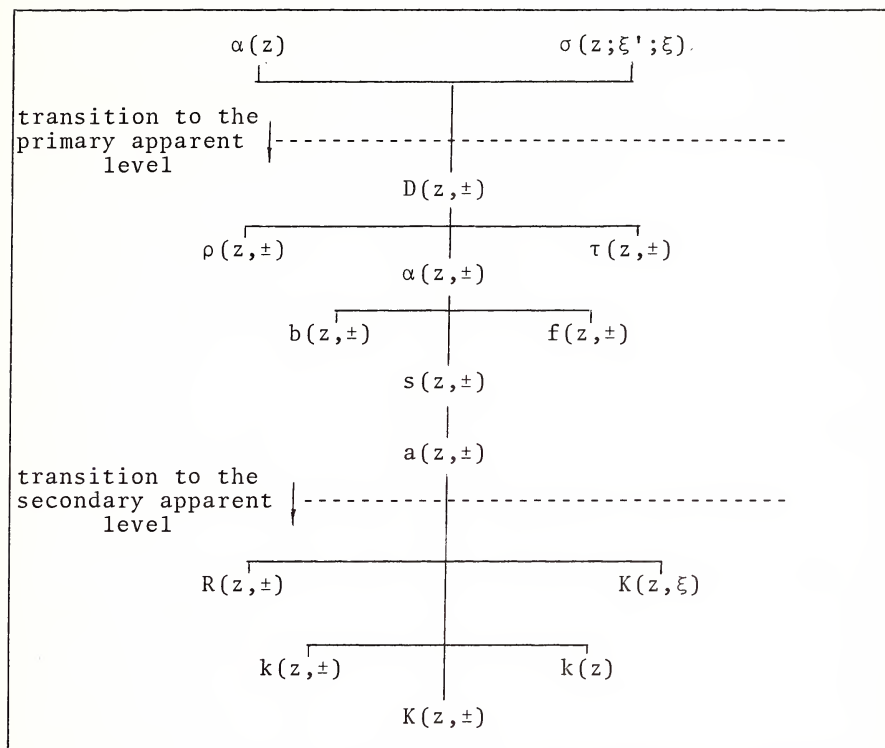 α(z) σ(z;ξ';ξ)
transition to the
primary apparent
level
D(z,±)
ρ(z,±) τ(z,±)
α(z,±)
b(z,±) f(z,±)
s(z,±)
a(z,±)
transition to the
secondary apparent
level
R(z,±) K(z,ξ)
k(z,±) k(z)
K(z,±)